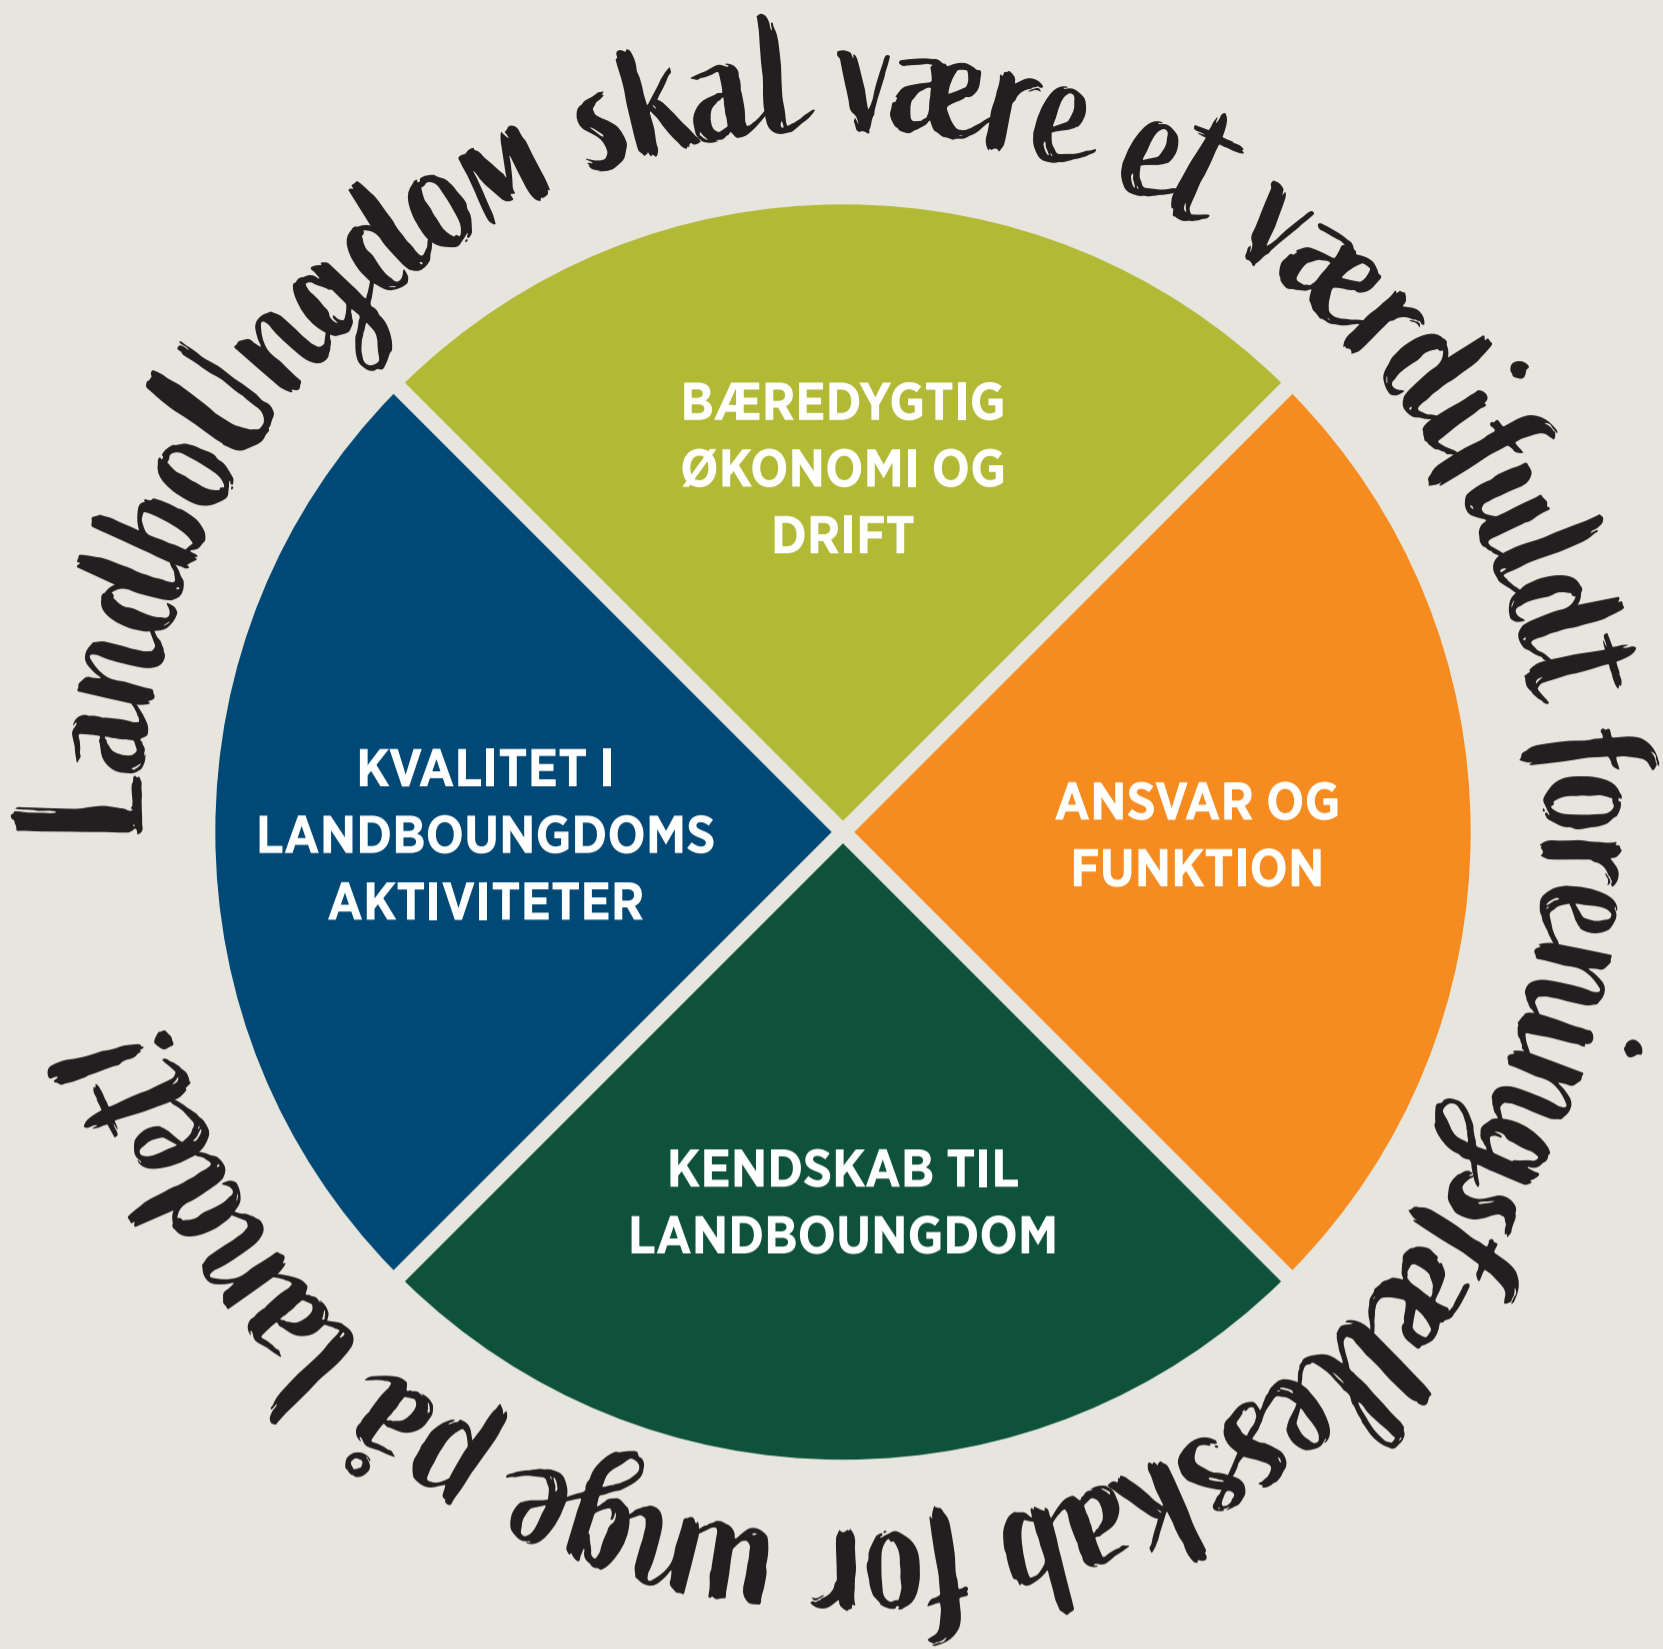 LandboUngdom skal være et værdifuldt foreningsfællesskab for unge på landet!
BÆREDYGTIG
ØKONOMI OG
DRIFT
KVALITET I
LANDBOUNGDOMS
AKTIVITETER
ANSVAR OG
FUNKTION
KENDSKAB TIL
LANDBOUNGDOM